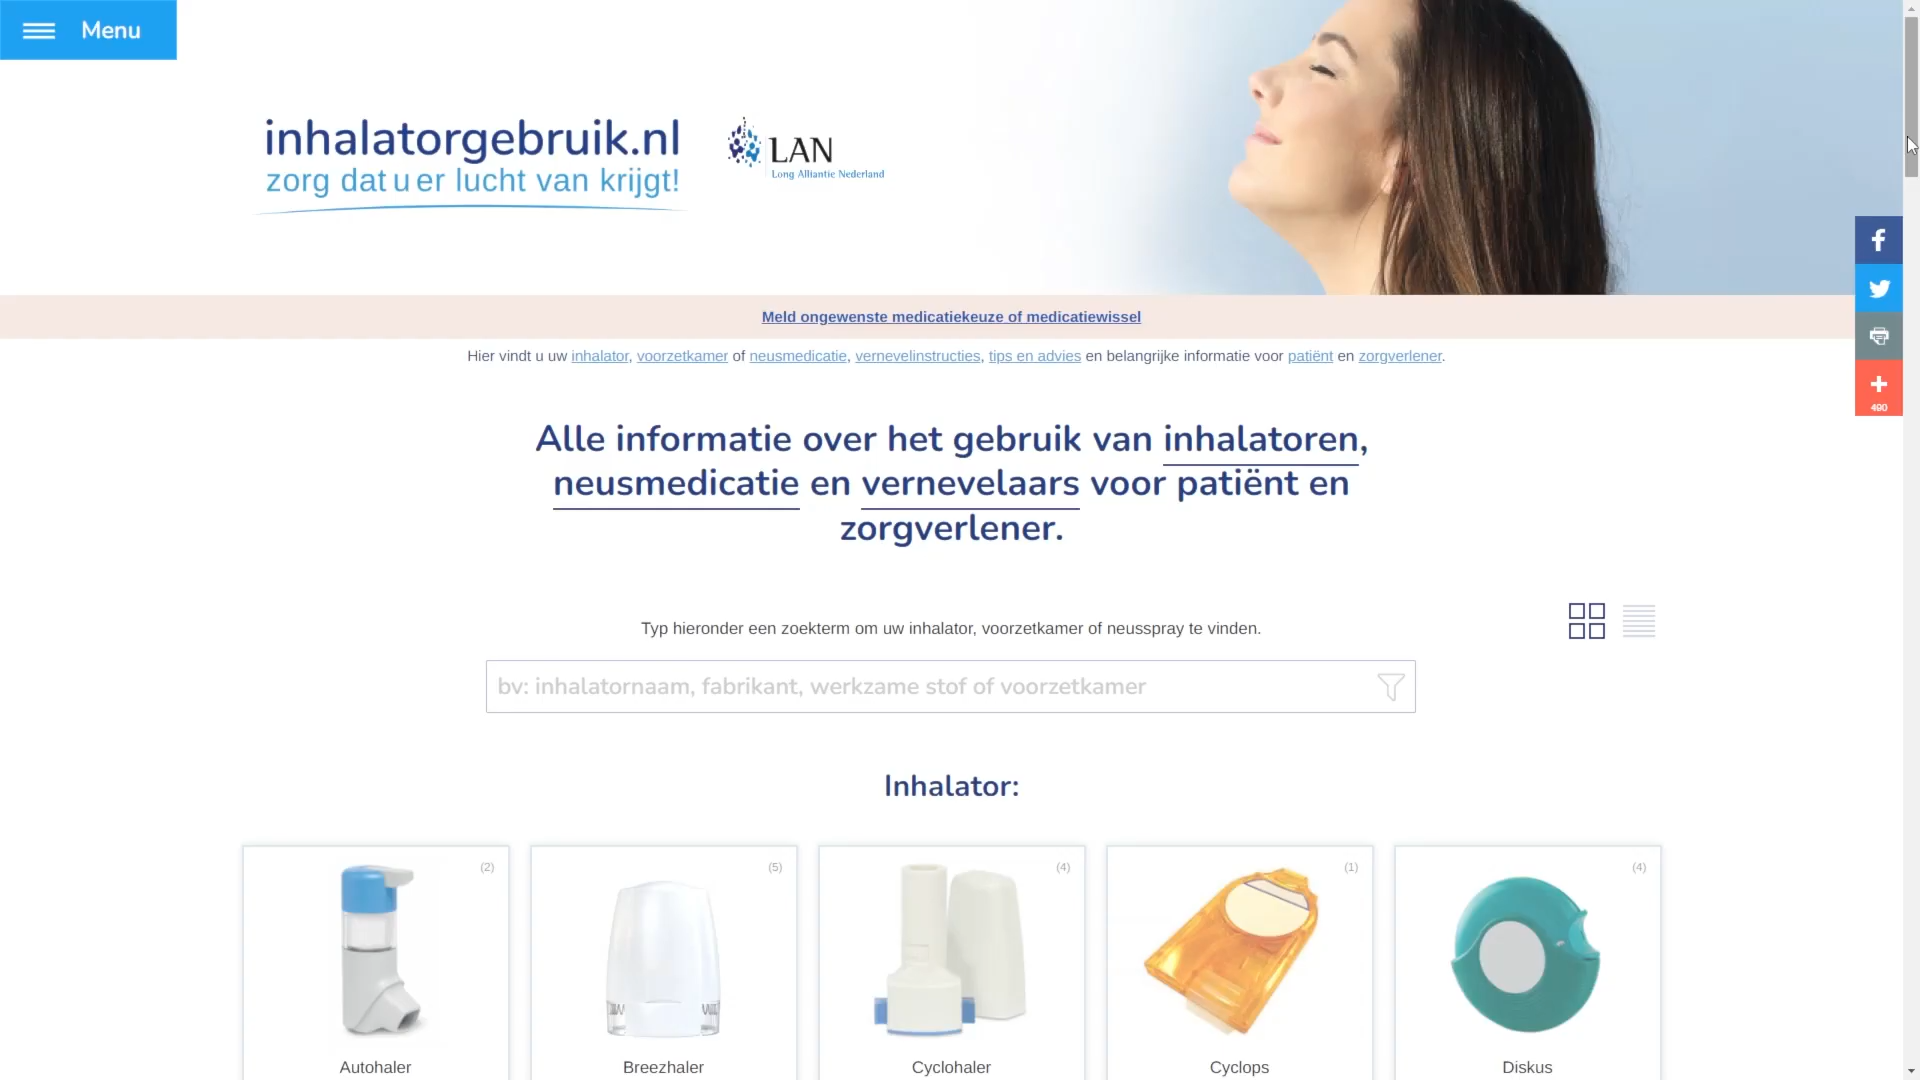 Menu
inhalatorgebruik.nl
zorg dat u er lucht van krijgt!
LAN
Long Alliantie Nederland
490
Meld ongewenste medicatiekeuze of medicatiewissel
Hier vindt u uw inhalator, voorzetkamer of neusmedicatie, vernevelinstructies, tips en advies en belangrijke informatie voor patiënt en zorgverlener.
Alle informatie over het gebruik van inhalatoren,
neusmedicatie en vernevelaars voor patiënt en
zorgverlener.
Typ hieronder een zoekterm om uw inhalator, voorzetkamer of neusspray te vinden.
bv: inhalatornaam, fabrikant, werkzame stof of voorzetkamer
Inhalator:
(2) (5) (4) (1) (4)
Autohaler Breezhaler Cyclohaler Cyclops Diskus